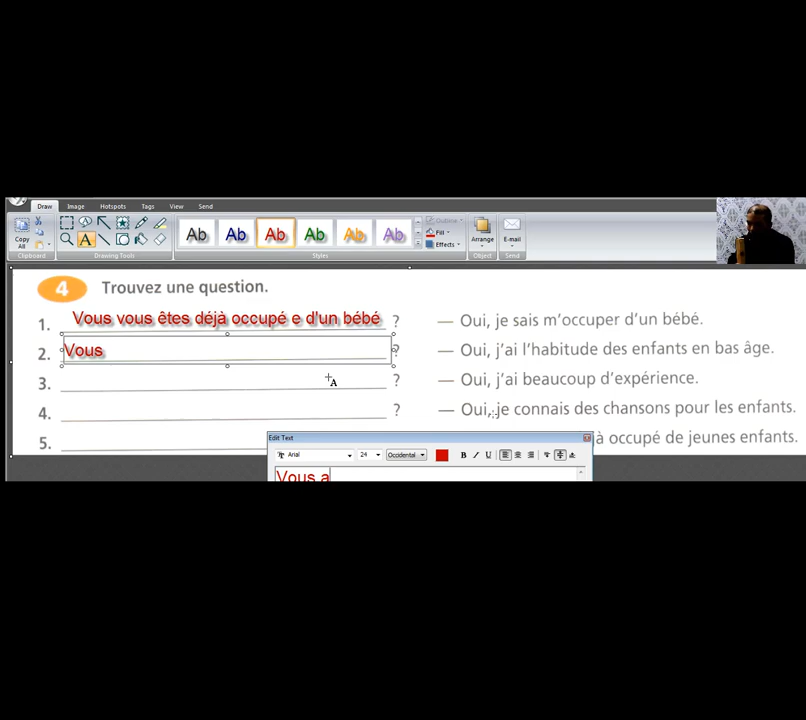 Draw Image Hotspots Tags View Send
Copy All
Ab Ab Ab Ab Ab Ab
Outline
Fill
Effects
Arrange
E-mail
Clipboard Drawing Tools Styles Object Send
4 Trouvez une question.
1. Vous vous êtes déjà occupé e d'un bébé ? — Oui, je sais m'occuper d'un bébé.
2. Vous ? — Oui, j'ai l'habitude des enfants en bas âge.
3. ? — Oui, j'ai beaucoup d'expérience.
4. ? — Oui, je connais des chansons pour les enfants.
5. à occupé de jeunes enfants.
Edit Text
Arial 24 Occidental B I U
Vous a